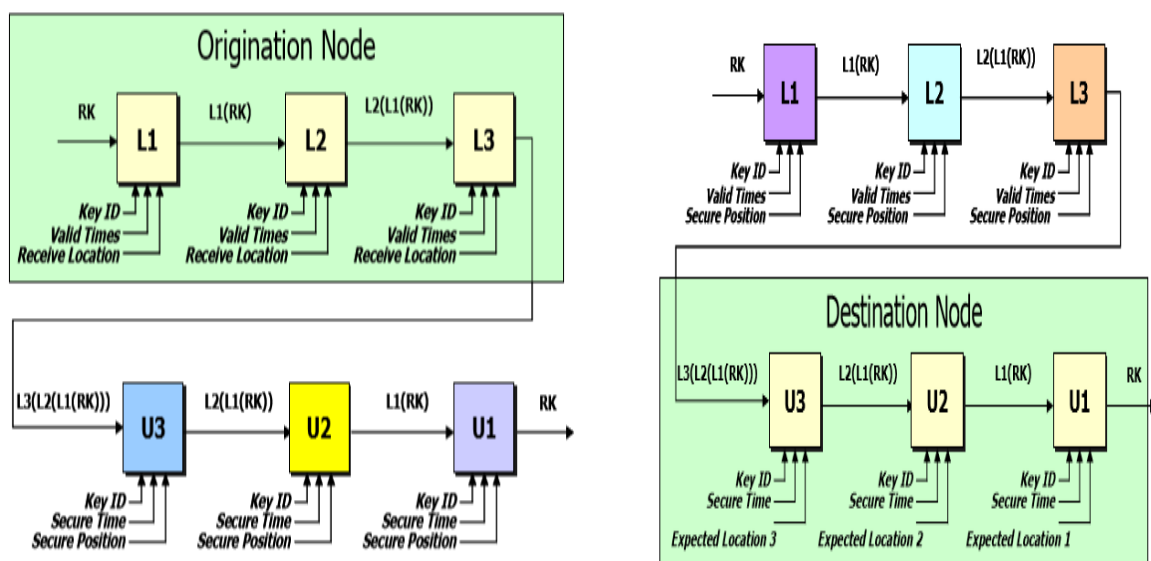 Origination Node
RK
L1(RK)
L2(L1(RK))
L1
L2
L3
Key ID
Valid Times
Receive Location
Key ID
Valid Times
Receive Location
Key ID
Valid Times
Receive Location
L3(L2(L1(RK)))
L2(L1(RK))
L1(RK)
RK
U3
U2
U1
Key ID
Secure Time
Secure Position
Key ID
Secure Time
Secure Position
Key ID
Secure Time
Secure Position
RK
L1(RK)
L2(L1(RK))
L1
L2
L3
Key ID
Valid Times
Secure Position
Key ID
Valid Times
Secure Position
Key ID
Valid Times
Secure Position
Destination Node
L3(L2(L1(RK)))
L2(L1(RK))
L1(RK)
RK
U3
U2
U1
Key ID
Secure Time
Expected Location 3
Key ID
Secure Time
Expected Location 2
Key ID
Secure Time
Expected Location 1